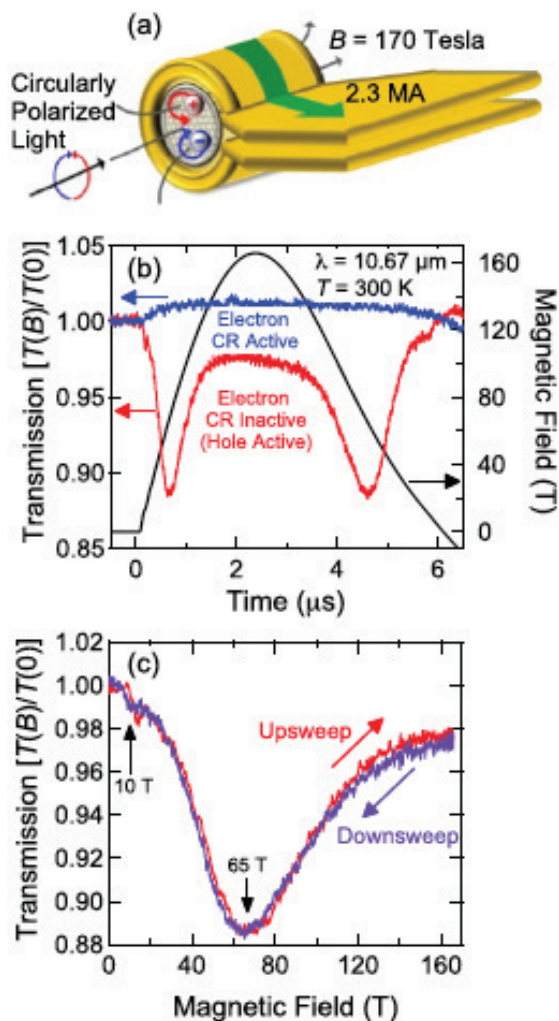 (a)
B = 170 Tesla
2.3 MA
Circularly
Polarized
Light
(b)
λ = 10.67 μm
T = 300 K
Electron
CR Active
Electron
CR Inactive
(Hole Active)
Transmission [T(B)/T(0)]
1.05
1.00
0.95
0.90
0.85
160
120
80
40
0
Magnetic Field (T)
0 2 4 6
Time (μs)
(c)
Upsweep
Downsweep
10 T
65 T
Transmission [T(B)/T(0)]
1.02
1.00
0.98
0.96
0.94
0.92
0.90
0.88
0 40 80 120 160
Magnetic Field (T)